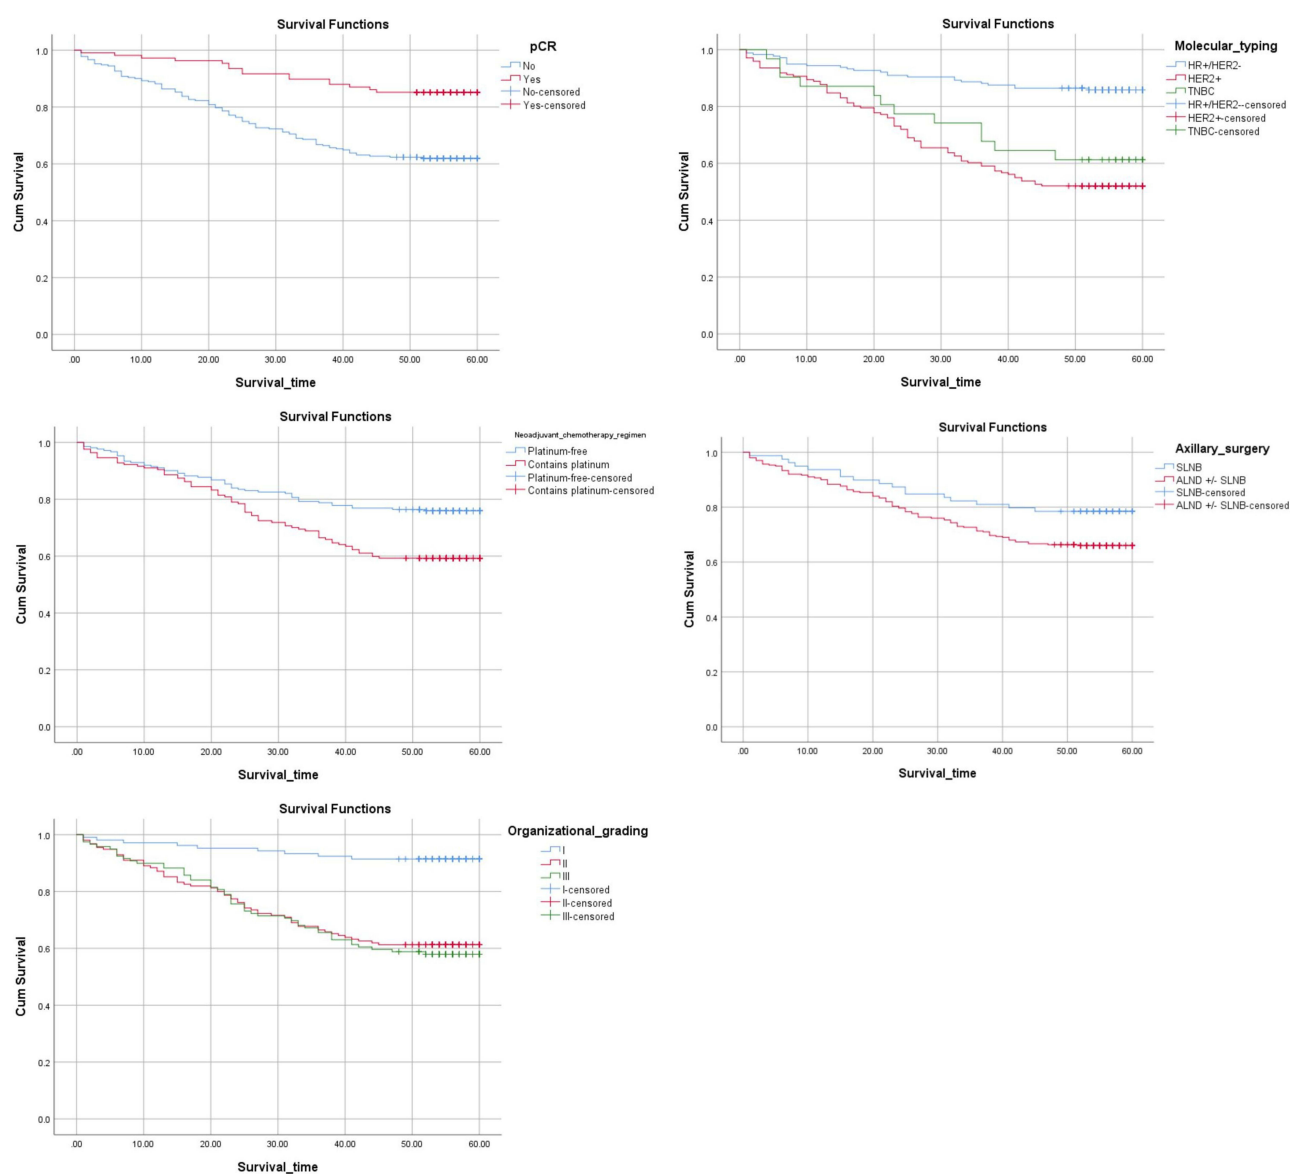 Survival Functions
pCR
No
Yes
No-censored
Yes-censored
1.0
0.8
0.6
0.4
0.2
0.0
Cum Survival
.00 10.00 20.00 30.00 40.00 50.00 60.00
Survival_time
Survival Functions
Molecular_typing
HR+/HER2-
HER2+
TNBC
HR+/HER2--censored
HER2+-censored
TNBC-censored
1.0
0.8
0.6
0.4
0.2
0.0
Cum Survival
.00 10.00 20.00 30.00 40.00 50.00 60.00
Survival_time
Survival Functions
Neoadjuvant_chemotherapy_regimen
Platinum-free
Contains platinum
Platinum-free-censored
Contains platinum-censored
1.0
0.8
0.6
0.4
0.2
0.0
Cum Survival
.00 10.00 20.00 30.00 40.00 50.00 60.00
Survival_time
Survival Functions
Axillary_surgery
SLNB
ALND +/- SLNB
SLNB-censored
ALND +/- SLNB-censored
1.0
0.8
0.6
0.4
0.2
0.0
Cum Survival
.00 10.00 20.00 30.00 40.00 50.00 60.00
Survival_time
Survival Functions
Organizational_grading
I
II
III
I-censored
II-censored
III-censored
1.0
0.8
0.6
0.4
0.2
0.0
Cum Survival
.00 10.00 20.00 30.00 40.00 50.00 60.00
Survival_time